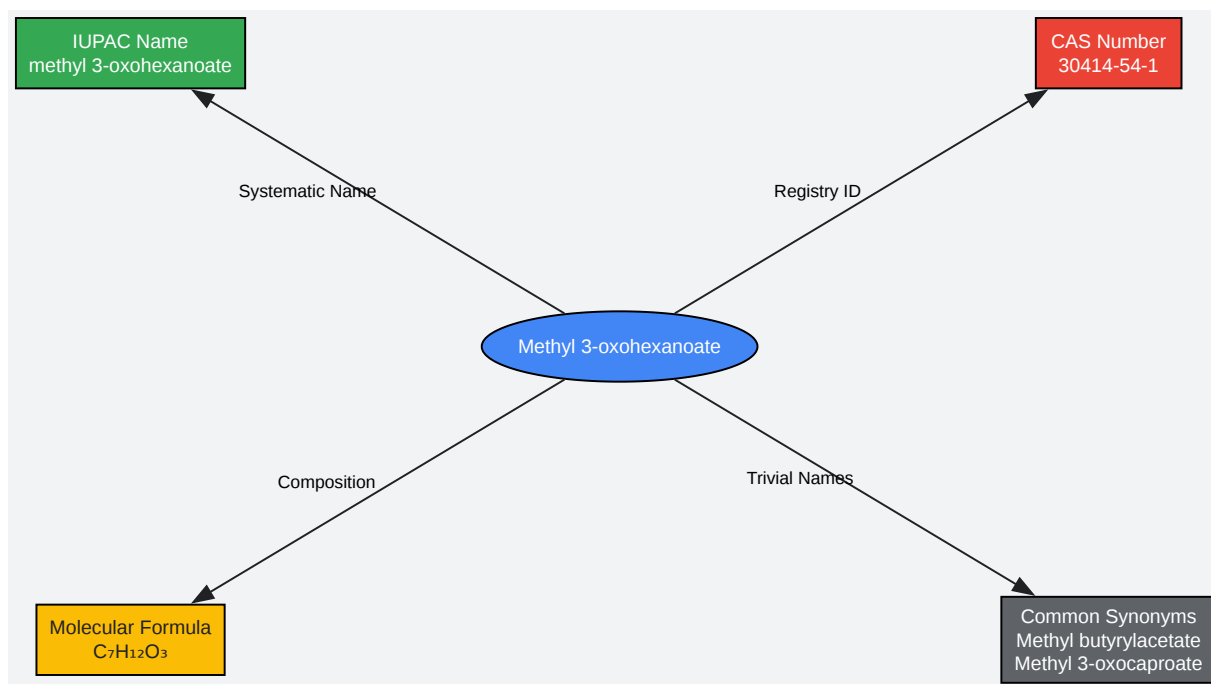 IUPAC Name
methyl 3-oxohexanoate
CAS Number
30414-54-1
Systematic Name
Registry ID
Methyl 3-oxohexanoate
Composition
Trivial Names
Molecular Formula
C₇H₁₂O₃
Common Synonyms
Methyl butyrylacetate
Methyl 3-oxocaproate